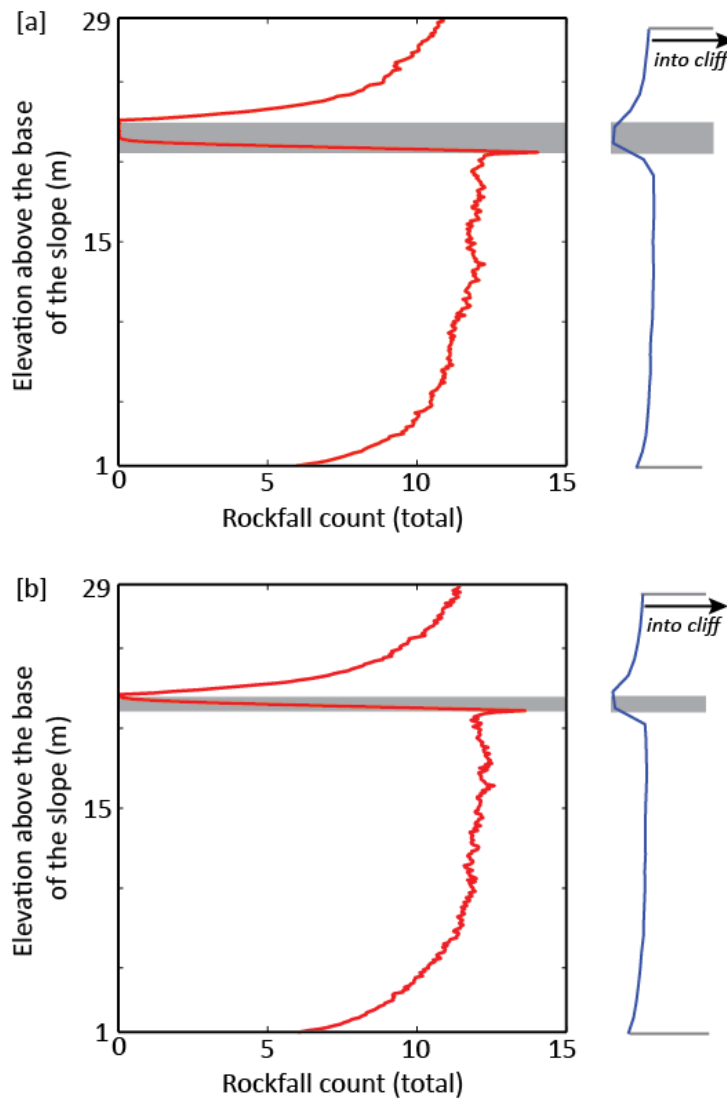 [a]
29
15
1
Elevation above the base
of the slope (m)
0
5
10
15
Rockfall count (total)
into cliff
[b]
29
15
1
Elevation above the base
of the slope (m)
0
5
10
15
Rockfall count (total)
into cliff